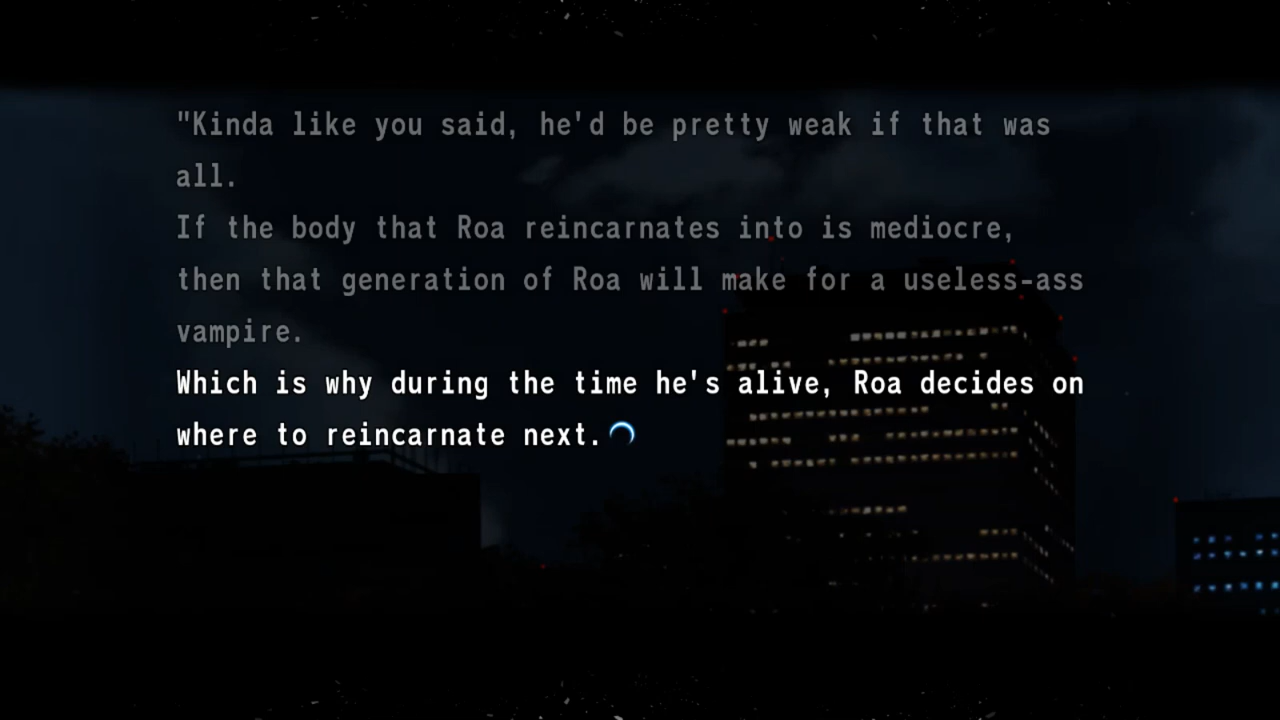 "Kinda like you said, he'd be pretty weak if that was
all.
If the body that Roa reincarnates into is mediocre,
then that generation of Roa will make for a useless-ass
vampire.
Which is why during the time he's alive, Roa decides on
where to reincarnate next.